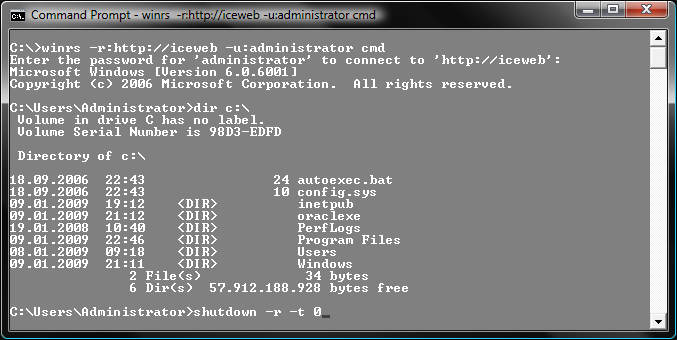 Command Prompt - winrs  -r:http://iceweb -u:administrator cmd
C:\>winrs -r:http://iceweb -u:administrator cmd
Enter the password for 'administrator' to connect to 'http://iceweb':
Microsoft Windows [Version 6.0.6001]
Copyright (c) 2006 Microsoft Corporation.  All rights reserved.

C:\Users\Administrator>dir c:\
 Volume in drive C has no label.
 Volume Serial Number is 98D3-EDFD

 Directory of c:\

18.09.2006  22:43                24 autoexec.bat
18.09.2006  22:43                10 config.sys
09.01.2009  19:12    <DIR>          inetpub
09.01.2009  21:12    <DIR>          oraclexe
19.01.2008  10:40    <DIR>          PerfLogs
09.01.2009  22:46    <DIR>          Program Files
08.01.2009  09:18    <DIR>          Users
09.01.2009  21:11    <DIR>          Windows
               2 File(s)             34 bytes
               6 Dir(s)  57.912.188.928 bytes free

C:\Users\Administrator>shutdown -r -t 0_